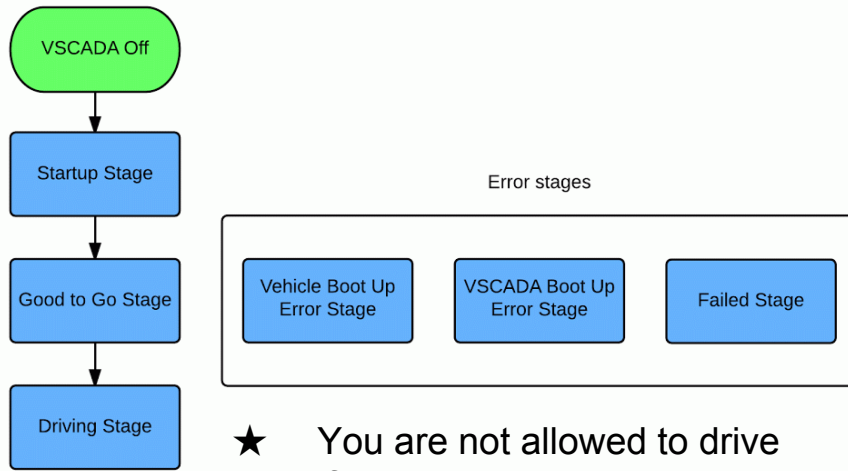 VSCADA Off
Startup Stage
Good to Go Stage
Driving Stage
Error stages
Vehicle Boot Up
Error Stage
VSCADA Boot Up
Error Stage
Failed Stage
★ You are not allowed to drive